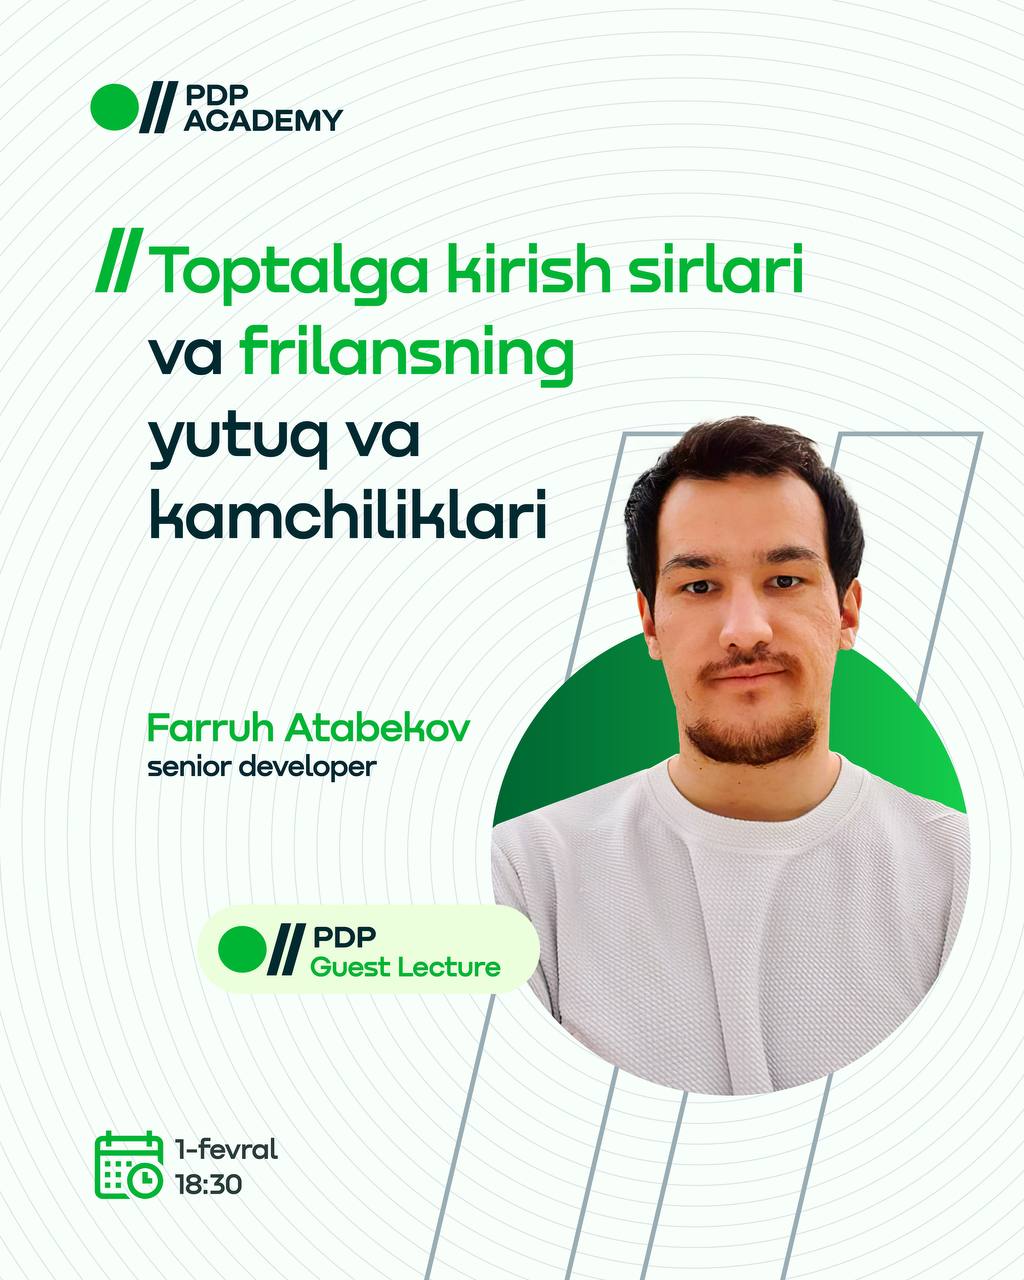 PDP
ACADEMY
Toptalga kirish sirlari
va frilansning
yutuq va
kamchiliklari
Farruh Atabekov
senior developer
PDP
Guest Lecture
1-fevral
18:30